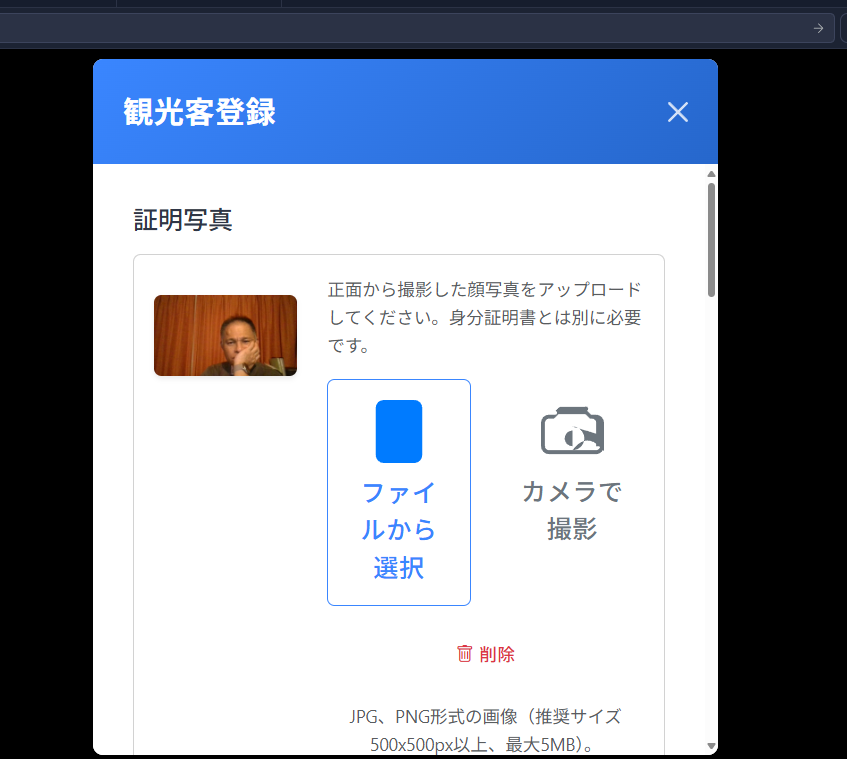 観光客登録
証明写真
正面から撮影した顔写真をアップロード
してください。身分証明書とは別に必要
です。
ファイ
ルから
選択
カメラで
撮影
削除
JPG、PNG形式の画像（推奨サイズ
500x500px以上、最大5MB）。